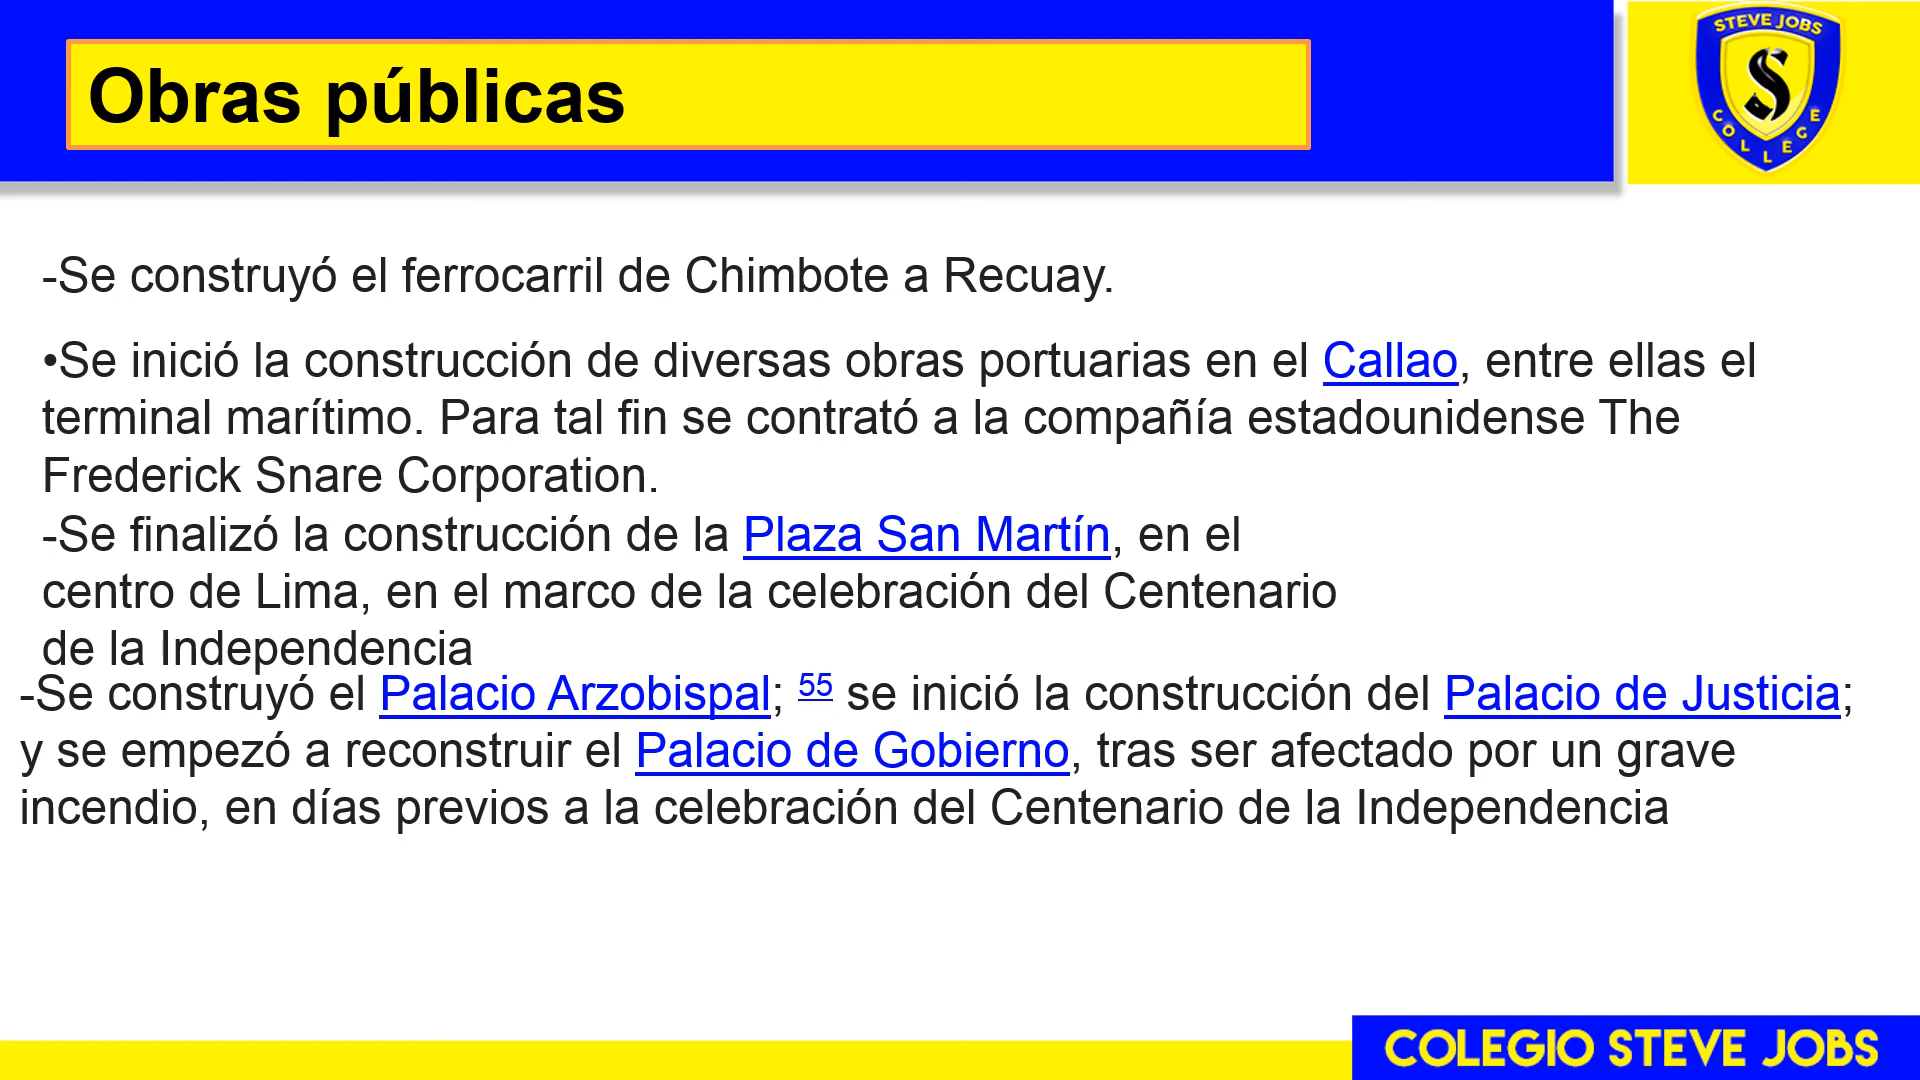 Obras públicas
STEVE JOBS
S
COLLEGE
-Se construyó el ferrocarril de Chimbote a Recuay.
•Se inició la construcción de diversas obras portuarias en el Callao, entre ellas el
terminal marítimo. Para tal fin se contrató a la compañía estadounidense The
Frederick Snare Corporation.
-Se finalizó la construcción de la Plaza San Martín, en el
centro de Lima, en el marco de la celebración del Centenario
de la Independencia
-Se construyó el Palacio Arzobispal; 55 se inició la construcción del Palacio de Justicia;
y se empezó a reconstruir el Palacio de Gobierno, tras ser afectado por un grave
incendio, en días previos a la celebración del Centenario de la Independencia
COLEGIO STEVE JOBS